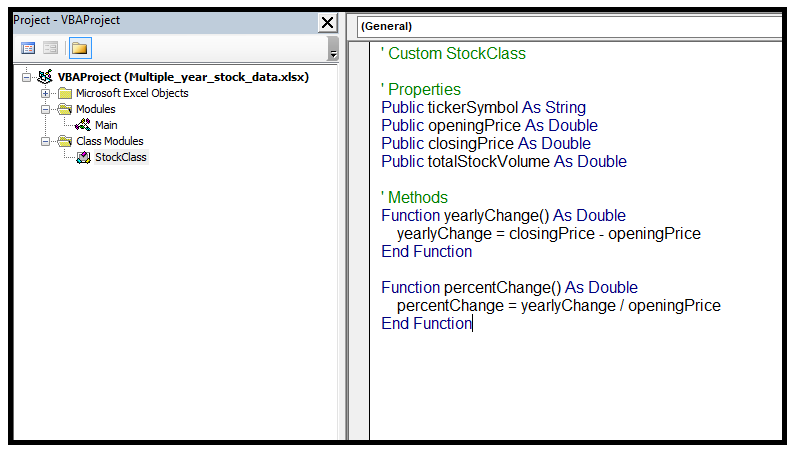 Project - VBAProject
VBAProject (Multiple_year_stock_data.xlsx)
Microsoft Excel Objects
Modules
Main
Class Modules
StockClass
(General)
' Custom StockClass
' Properties
Public tickerSymbol As String
Public openingPrice As Double
Public closingPrice As Double
Public totalStockVolume As Double
' Methods
Function yearlyChange() As Double
yearlyChange = closingPrice - openingPrice
End Function
Function percentChange() As Double
percentChange = yearlyChange / openingPrice
End Function